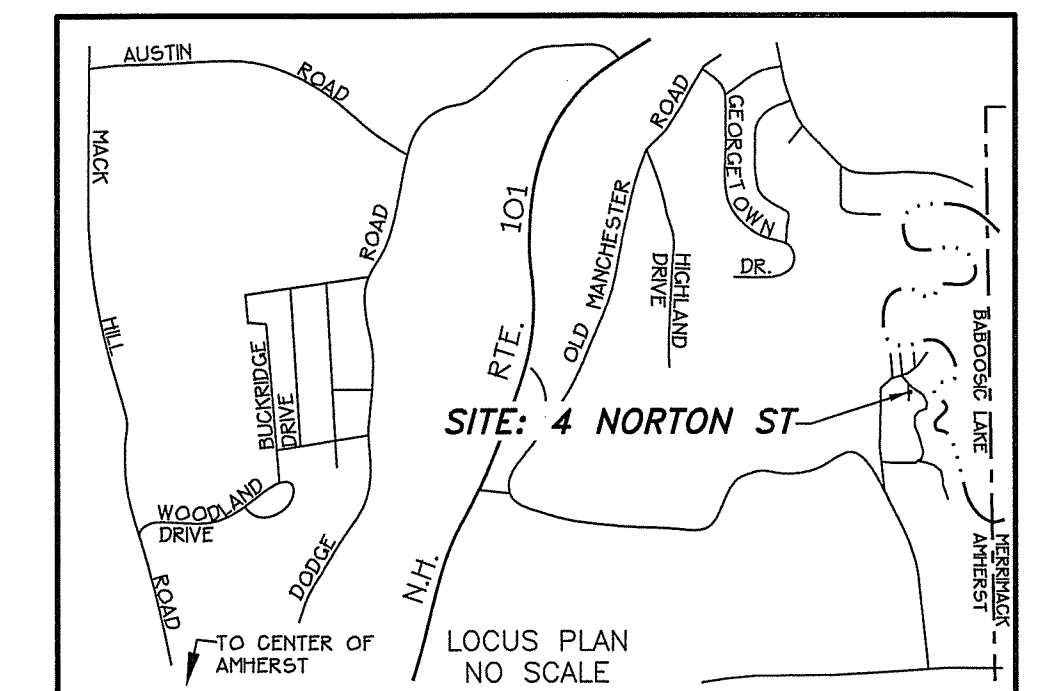 AUSTIN
ROAD
MACK
HILL
ROAD
ROAD
DODGE
BUCKRIDGE
DRIVE
WOODLAND
DRIVE
TO CENTER OF
AMHERST
N.H.
RTE.
101
OLD MANCHESTER
ROAD
HIGHLAND
DRIVE
GEORGETOWN
DR.
SITE: 4 NORTON ST
BABOOSIC LAKE
MERRIMACK
AMHERST
LOCUS PLAN
NO SCALE